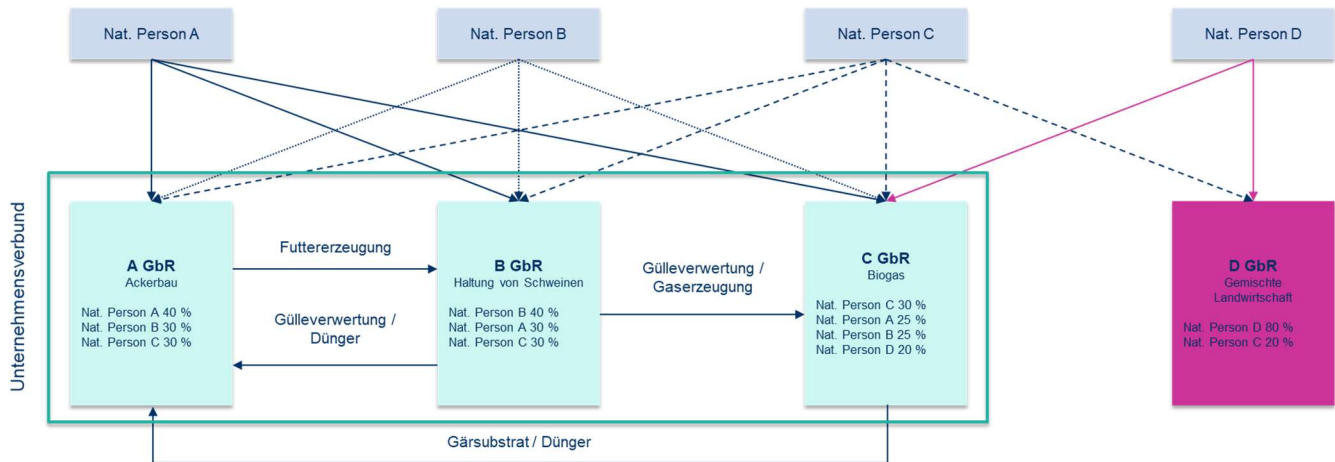 Nat. Person A
Nat. Person B
Nat. Person C
Nat. Person D
Unternehmensverbund
A GbR
Ackerbau
Nat. Person A 40 %
Nat. Person B 30 %
Nat. Person C 30 %
Futtererzeugung
Gülleverwertung /
Dünger
B GbR
Haltung von Schweinen
Nat. Person B 40 %
Nat. Person A 30 %
Nat. Person C 30 %
Gülleverwertung /
Gaserzeugung
C GbR
Biogas
Nat. Person C 30 %
Nat. Person A 25 %
Nat. Person B 25 %
Nat. Person D 20 %
D GbR
Gemischte
Landwirtschaft
Nat. Person D 80 %
Nat. Person C 20 %
Gärsubstrat / Dünger